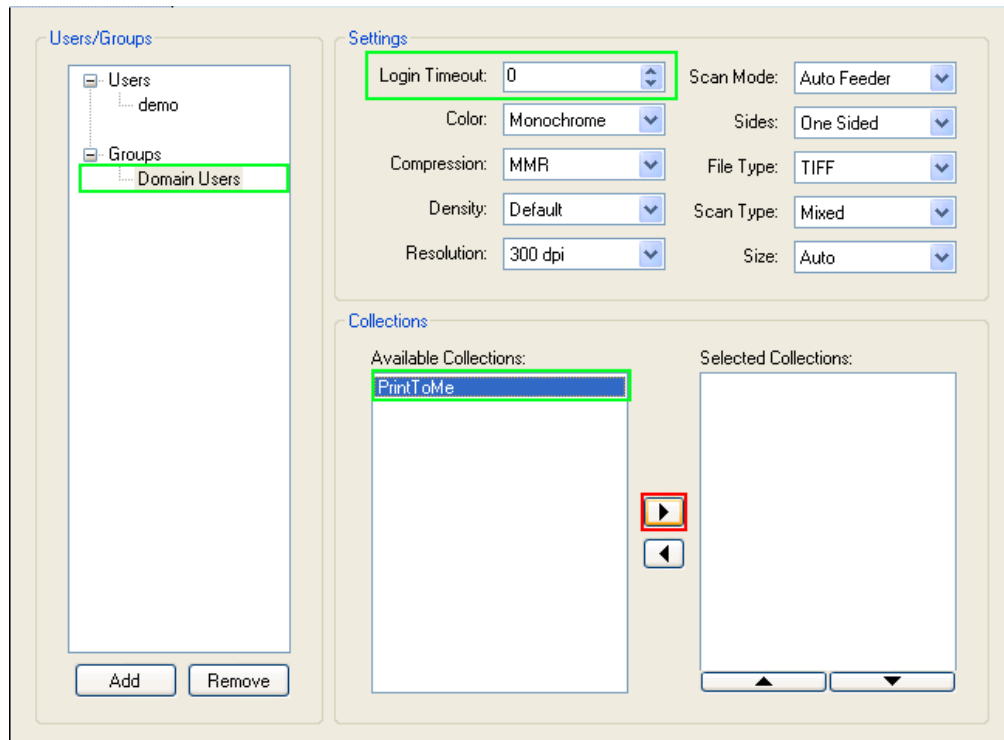 Users/Groups
Users
demo
Groups
Domain Users
Add
Remove
Settings
Login Timeout: 0
Scan Mode: Auto Feeder
Color: Monochrome
Sides: One Sided
Compression: MMR
File Type: TIFF
Density: Default
Scan Type: Mixed
Resolution: 300 dpi
Size: Auto
Collections
Available Collections:
PrintToMe
Selected Collections: